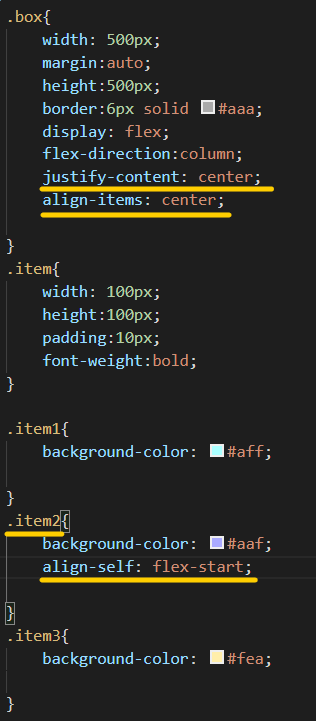 .box{
width: 500px;
margin:auto;
height:500px;
border:6px solid #aaa;
display: flex;
flex-direction:column;
justify-content: center;
align-items: center;
}
.item{
width: 100px;
height:100px;
padding:10px;
font-weight:bold;
}
.item1{
background-color: #aff;
}
.item2{
background-color: #aaf;
align-self: flex-start;
}
.item3{
background-color: #fea;
}